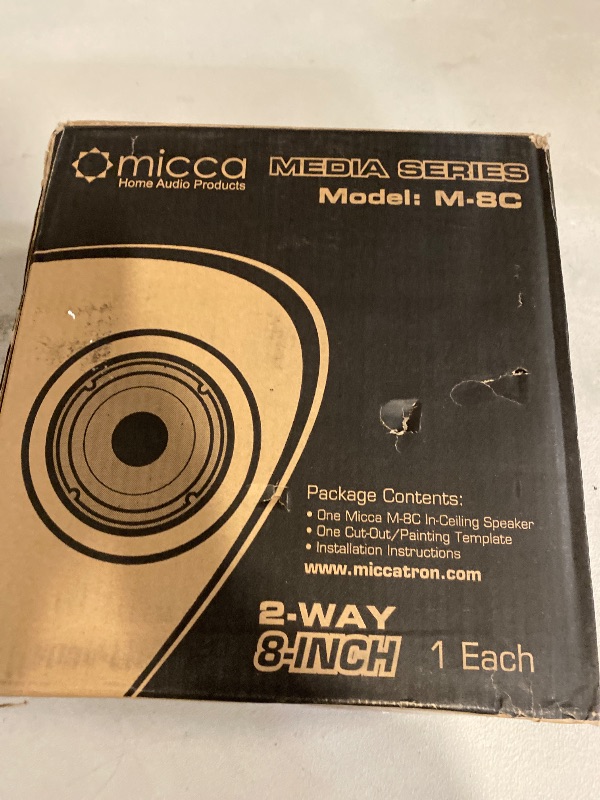 micca
Home Audio Products
MEDIA SERIES
Model: M-8C
Package Contents:
• One Micca M-8C In-Ceiling Speaker
• One Cut-Out/Painting Template
• Installation Instructions
www.miccatron.com
2-WAY
8-INCH 1 Each